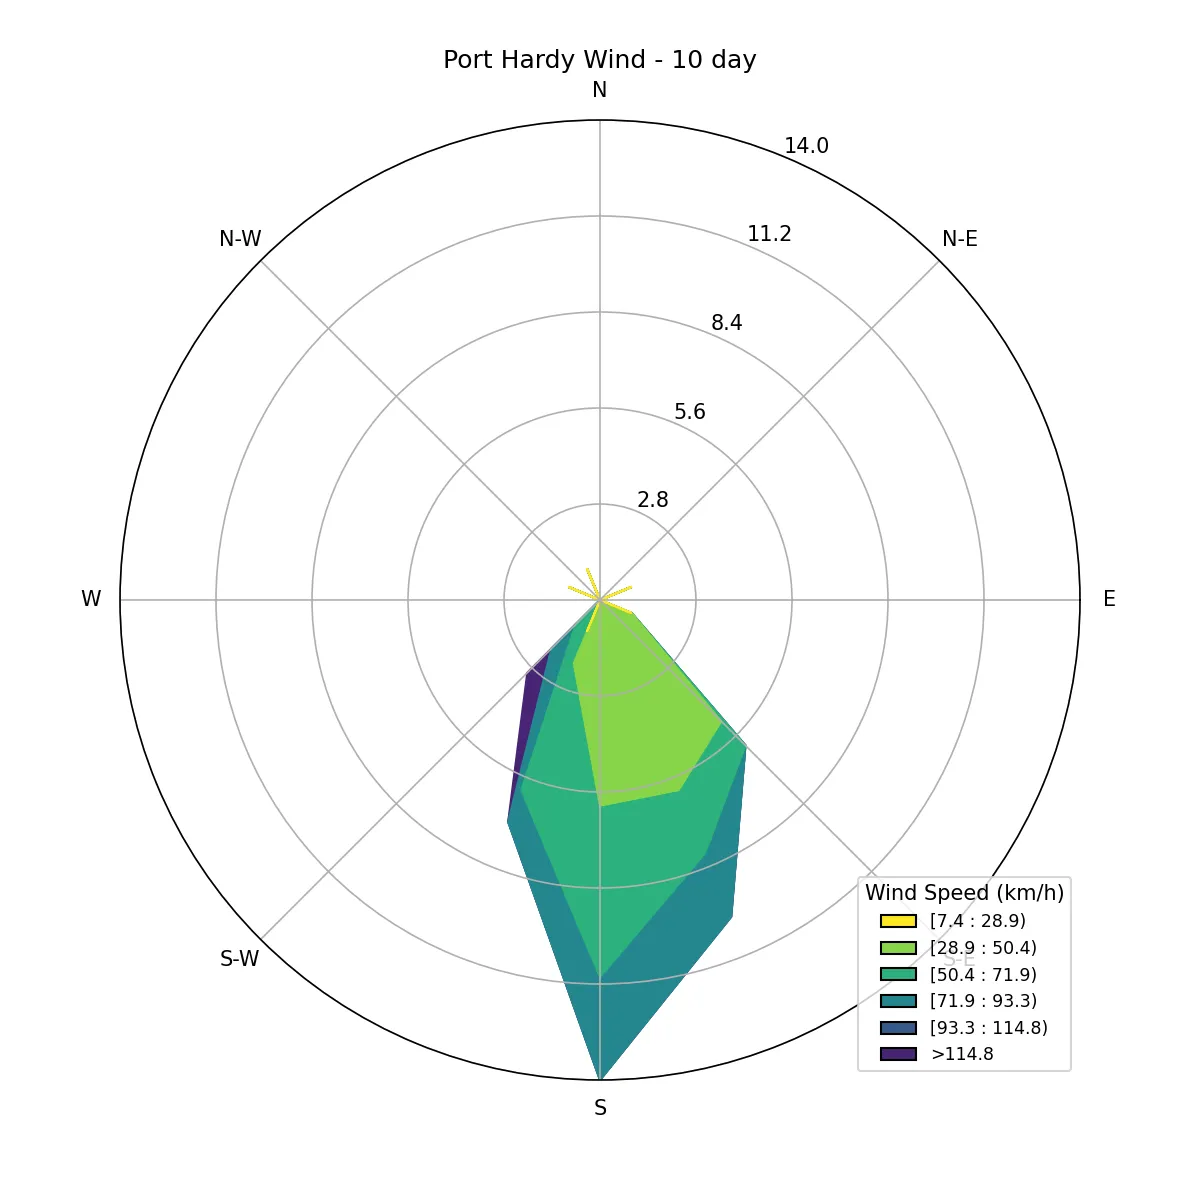 Port Hardy Wind - 10 day
N
14.0
11.2
N-W
N-E
8.4
5.6
2.8
W
E
S-W
S-E
Wind Speed (km/h)
[7.4 : 28.9)
[28.9 : 50.4)
[50.4 : 71.9)
[71.9 : 93.3)
[93.3 : 114.8)
>114.8
S